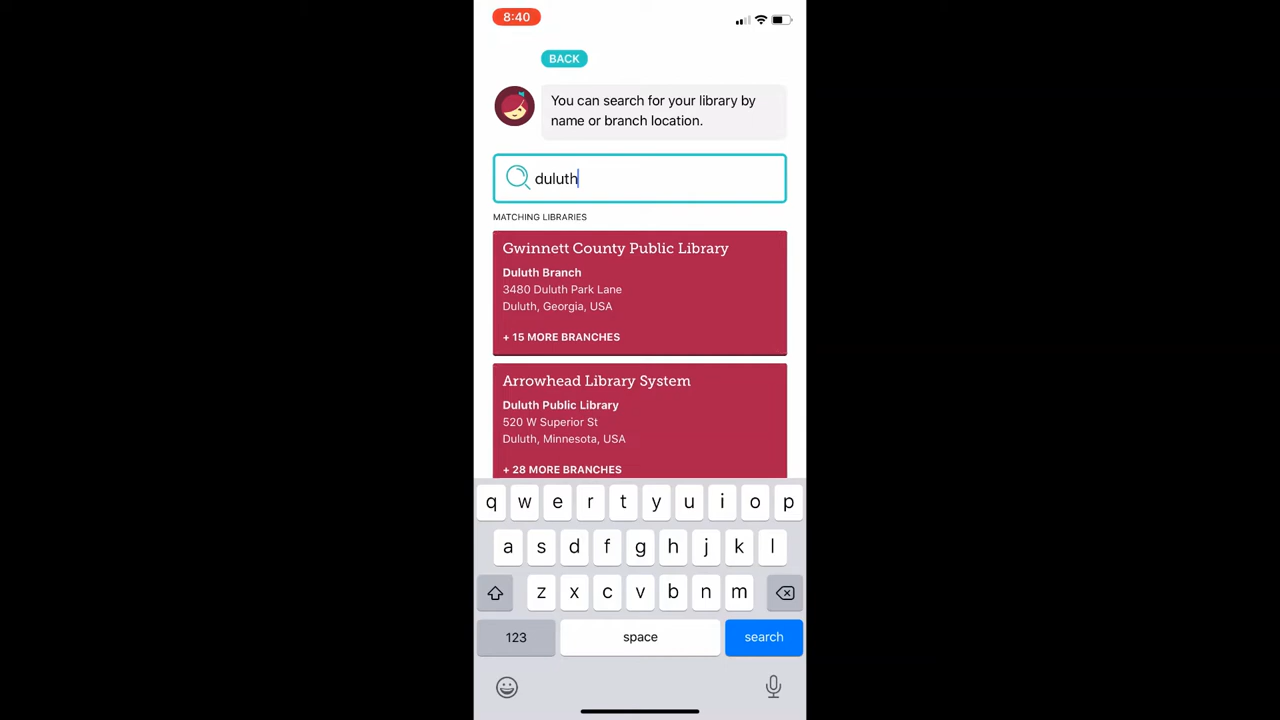 8:40
BACK
You can search for your library by
name or branch location.
duluth
MATCHING LIBRARIES
Gwinnett County Public Library
Duluth Branch
3480 Duluth Park Lane
Duluth, Georgia, USA
+ 15 MORE BRANCHES
Arrowhead Library System
Duluth Public Library
520 W Superior St
Duluth, Minnesota, USA
+ 28 MORE BRANCHES
q w e r t y u i o p
a s d f g h j k l
z x c v b n m
123 space search